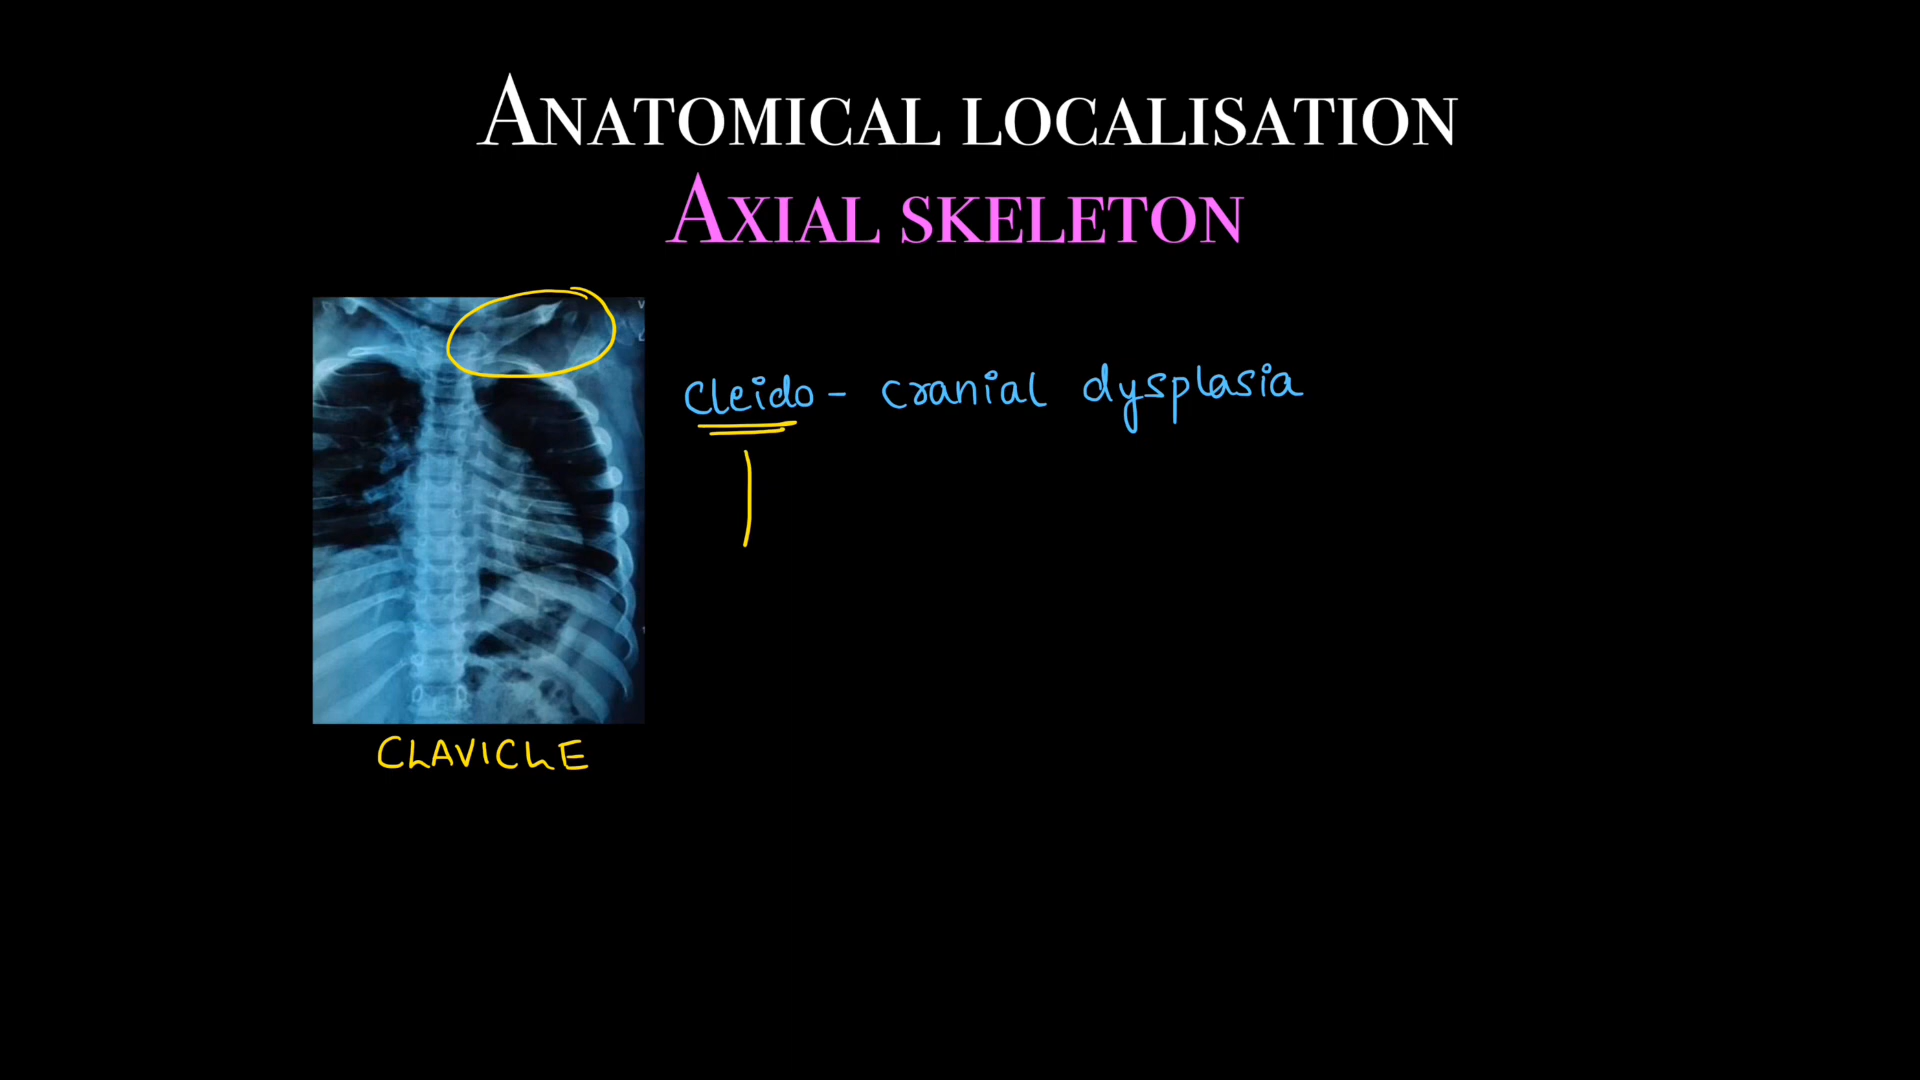 Anatomical localisation
Axial skeleton
Cleido - cranial dysplasia
CLAVICLE